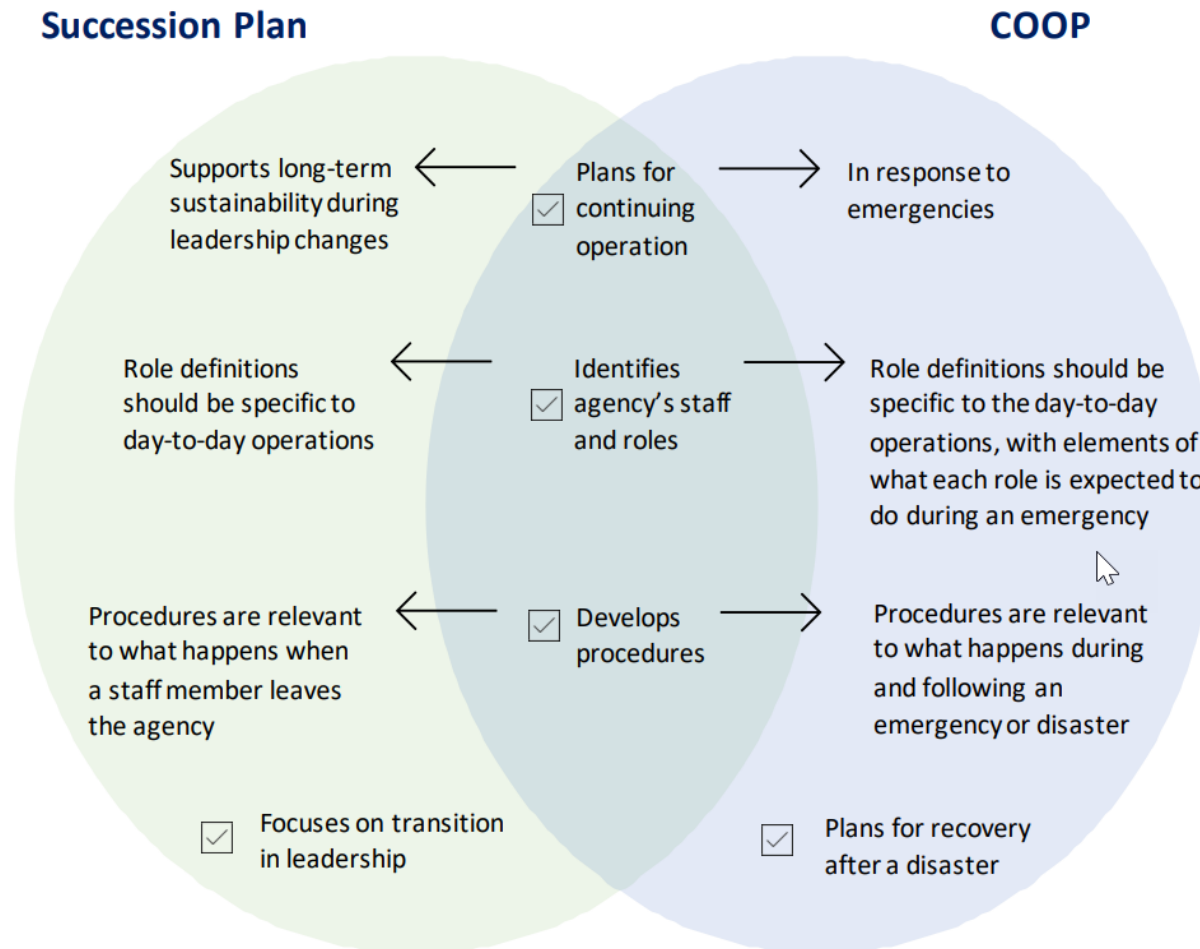 Succession Plan
COOP
Supports long-term
sustainability during
leadership changes
Plans for
continuing
operation
In response to
emergencies
Role definitions
should be specific to
day-to-day operations
Identifies
agency's staff
and roles
Role definitions should be
specific to the day-to-day
operations, with elements of
what each role is expected to
do during an emergency
Procedures are relevant
to what happens when
a staff member leaves
the agency
Develops
procedures
Procedures are relevant
to what happens during
and following an
emergency or disaster
Focuses on transition
in leadership
Plans for recovery
after a disaster